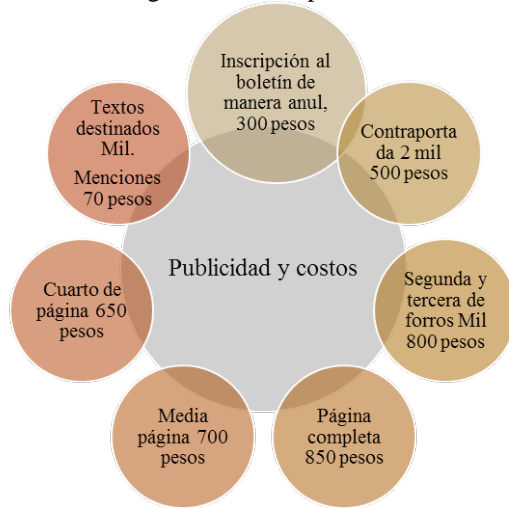 Inscripción al
boletín de
manera anul,
300 pesos
Contraporta
da 2 mil
500 pesos
Segunda y
tercera de
forros Mil
800 pesos
Página
completa
850 pesos
Media
página 700
pesos
Cuarto de
página 650
pesos
Textos
destinados
Mil.
Menciones
70 pesos
Publicidad y costos